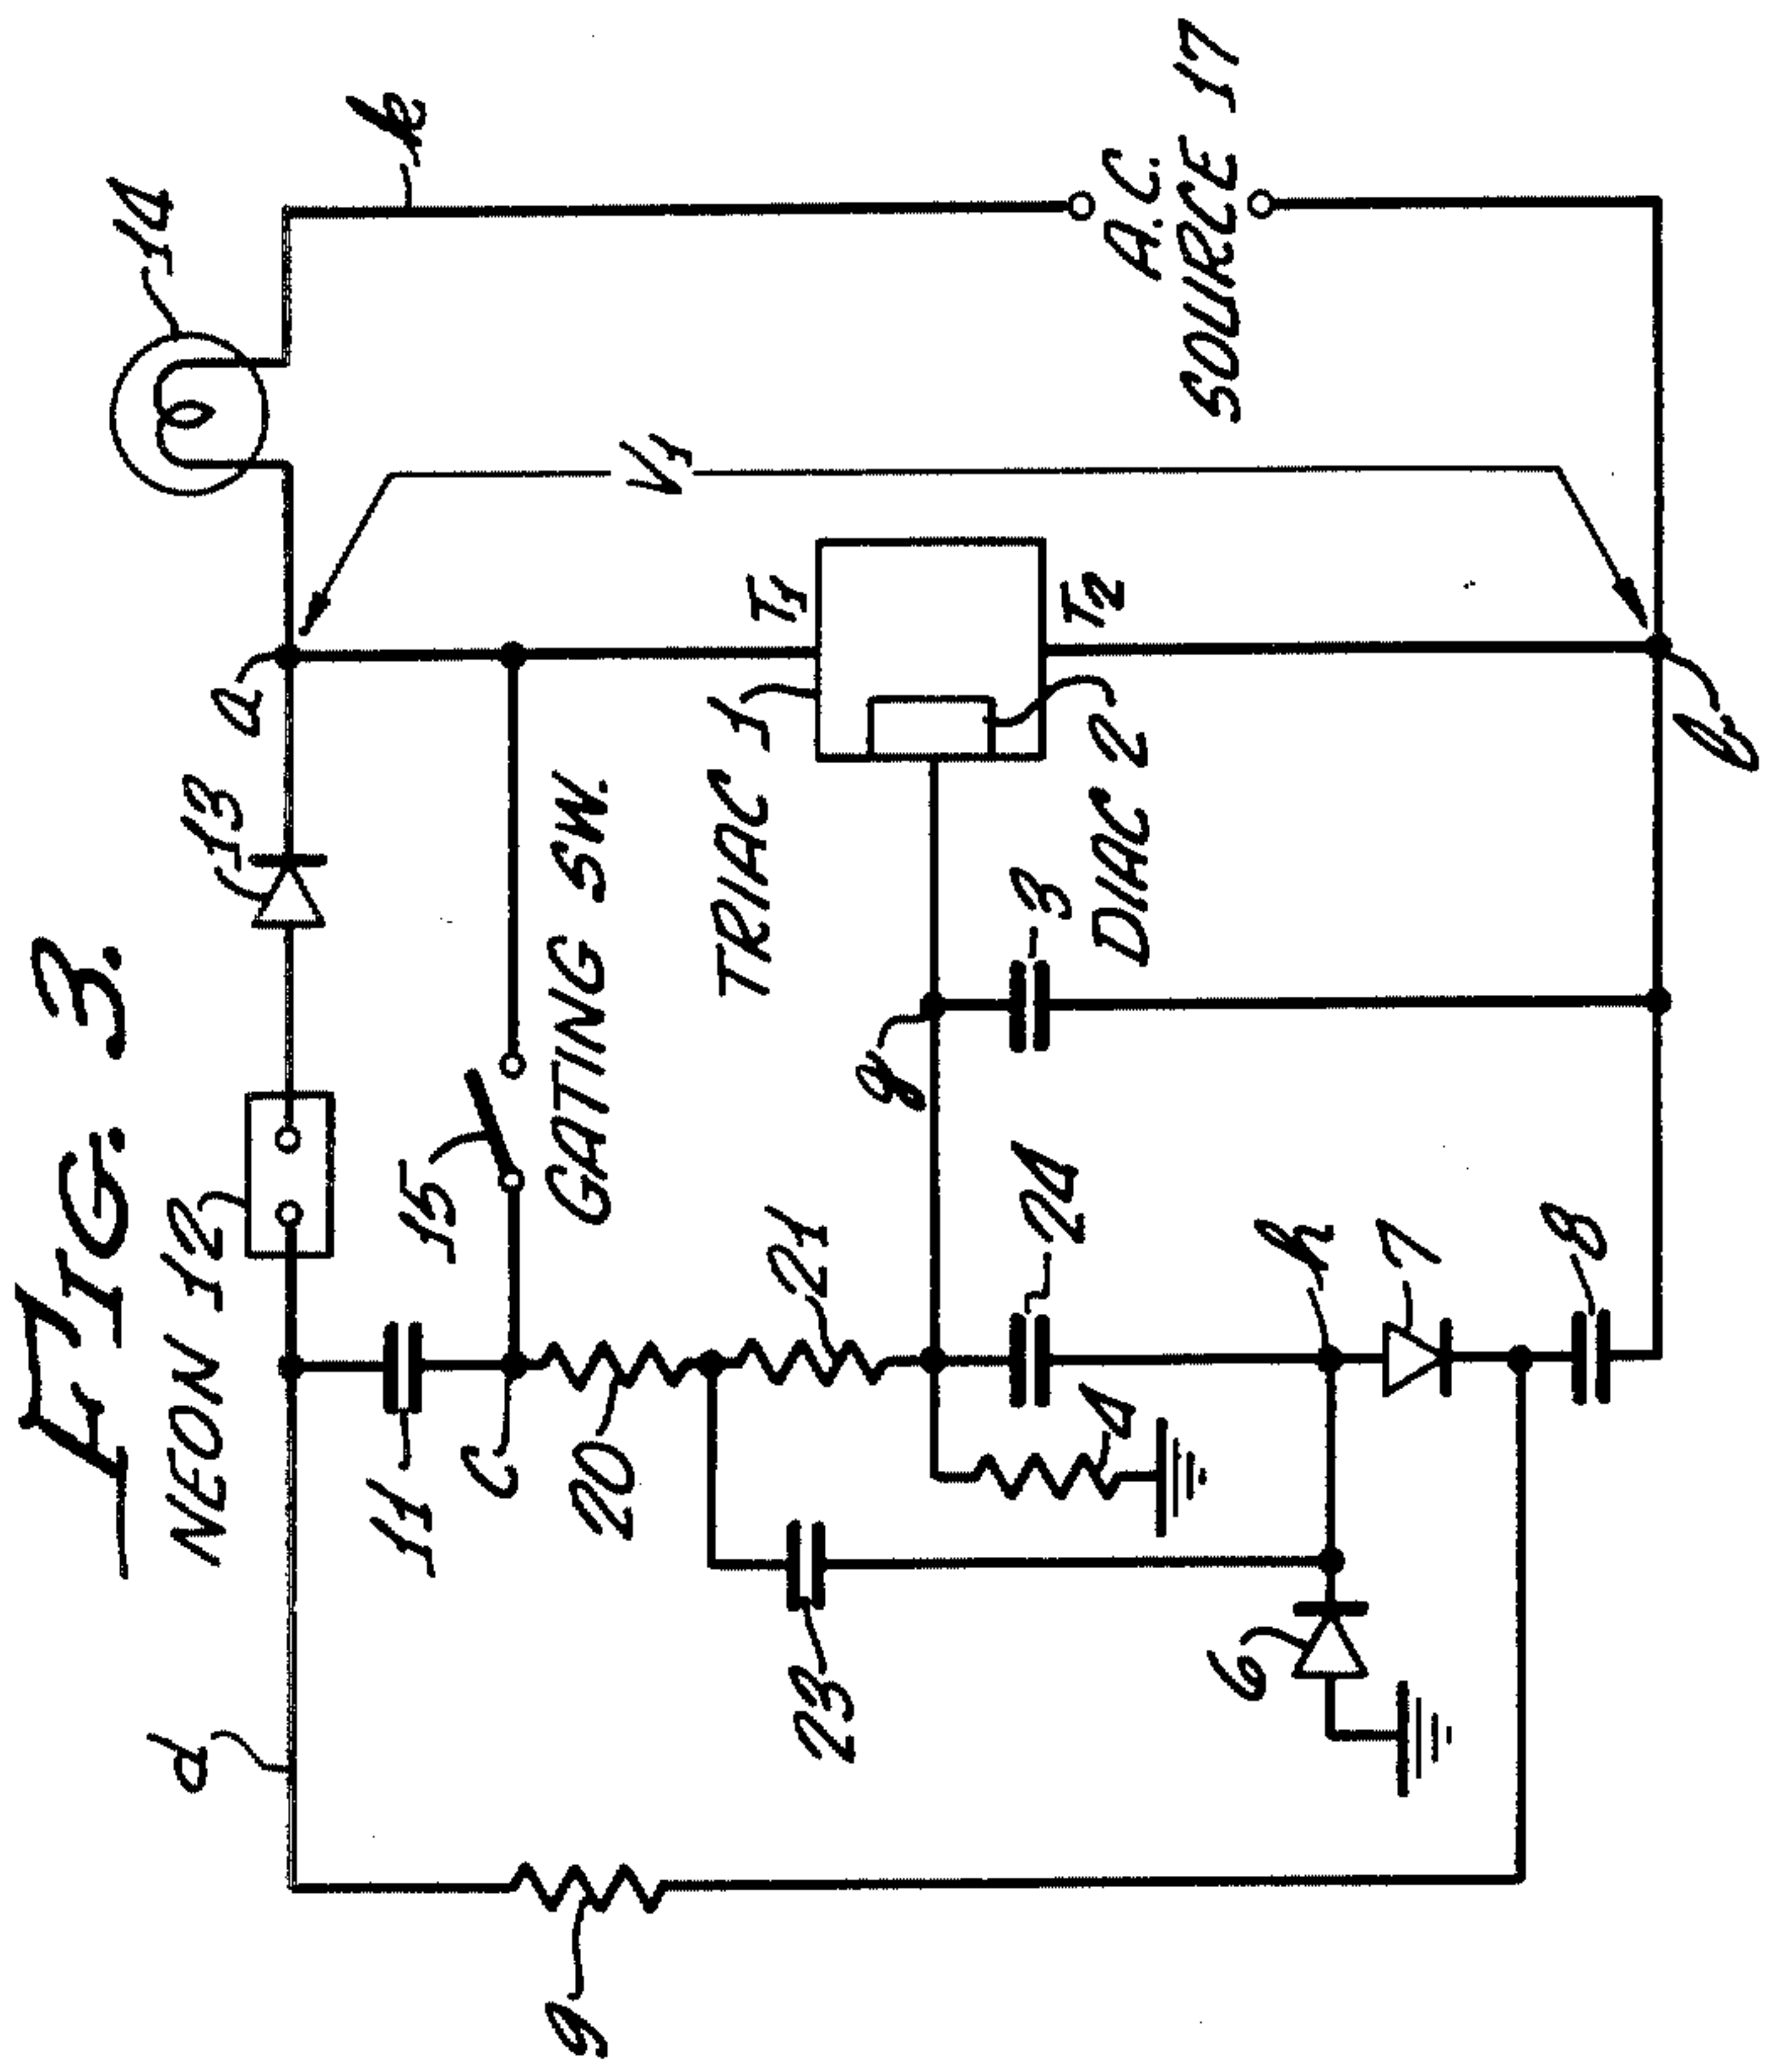 FIG. 3.
NEON 12
13
14
a
k
d
11
15
GATING SW.
C
20
21
TRIAC 1
T1
T2
V1
A.C.
SOURCE 17
g
3
DIAC 2
24
4
23
h
7
6
8
b
9